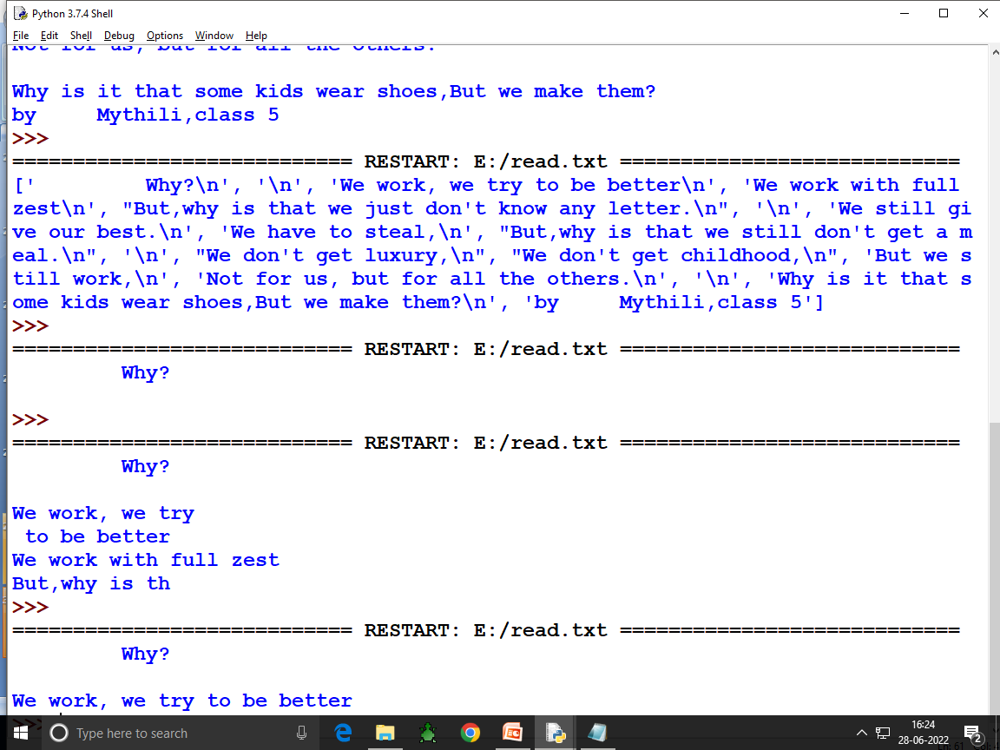 Python 3.7.4 Shell
File Edit Shell Debug Options Window Help
Not for us, but for all the others.
Why is it that some kids wear shoes,But we make them?
by     Mythili,class 5
>>>
============================ RESTART: E:/read.txt ============================
['         Why?\n', '\n', 'We work, we try to be better\n', 'We work with full
zest\n', "But,why is that we just don't know any letter.\n", '\n', 'We still gi
ve our best.\n', 'We have to steal,\n', "But,why is that we still don't get a m
eal.\n", '\n', "We don't get luxury,\n", "We don't get childhood,\n", 'But we s
till work,\n', 'Not for us, but for all the others.\n', '\n', 'Why is it that s
ome kids wear shoes,But we make them?\n', 'by     Mythili,class 5']
>>>
============================ RESTART: E:/read.txt ============================
         Why?
>>>
============================ RESTART: E:/read.txt ============================
         Why?
We work, we try
 to be better
We work with full zest
But,why is th
>>>
============================ RESTART: E:/read.txt ============================
         Why?
We work, we try to be better
>>>
Type here to search
16:24
28-06-2022
2